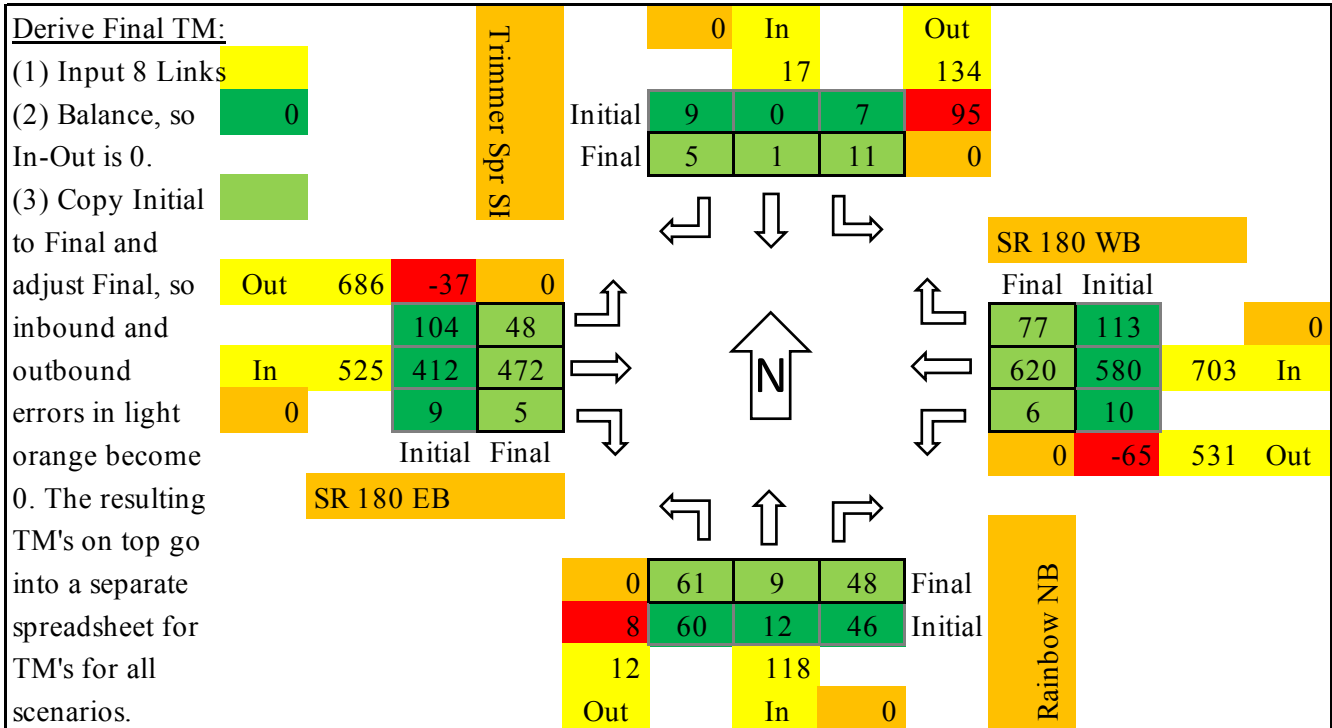 Derive Final TM: 0 In Out
(1) Input 8 Links 17 134
(2) Balance, so 0 Initial 9 0 7 95
In-Out is 0. Final 5 1 11 0
Trimmer Spr
(3) Copy Initial
to Final and SR 180 WB
adjust Final, so Out 686 -37 0 Final Initial
inbound and 104 48 77 113 0
outbound In 525 412 472 N 620 580 703 In
errors in light 0 9 5 6 10
orange become Initial Final 0 -65 531 Out
0. The resulting SR 180 EB
TM's on top go
into a separate 0 61 9 48 Final
spreadsheet for 8 60 12 46 Initial
TM's for all 12 118
scenarios. Out In 0
Rainbow NB